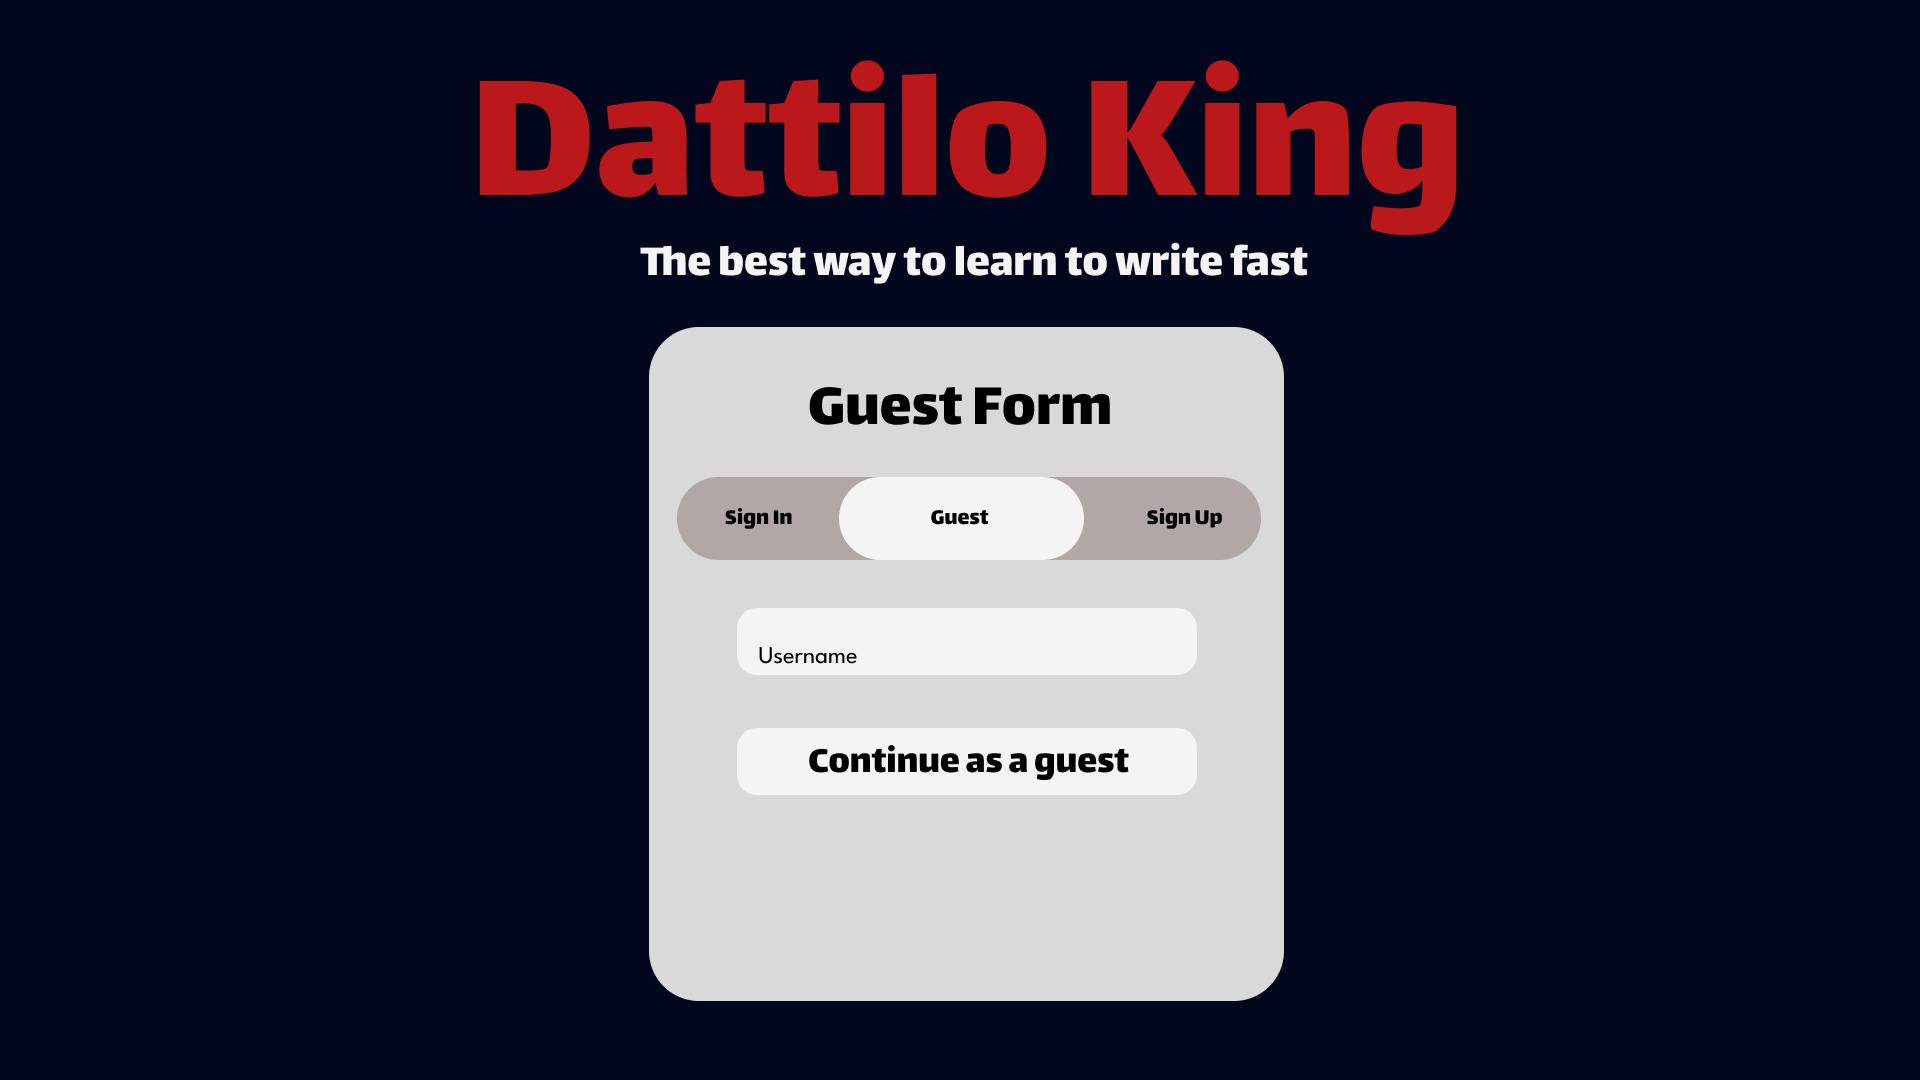 Dattilo King
The best way to learn to write fast
Guest Form
Sign In Guest Sign Up
Username
Continue as a guest